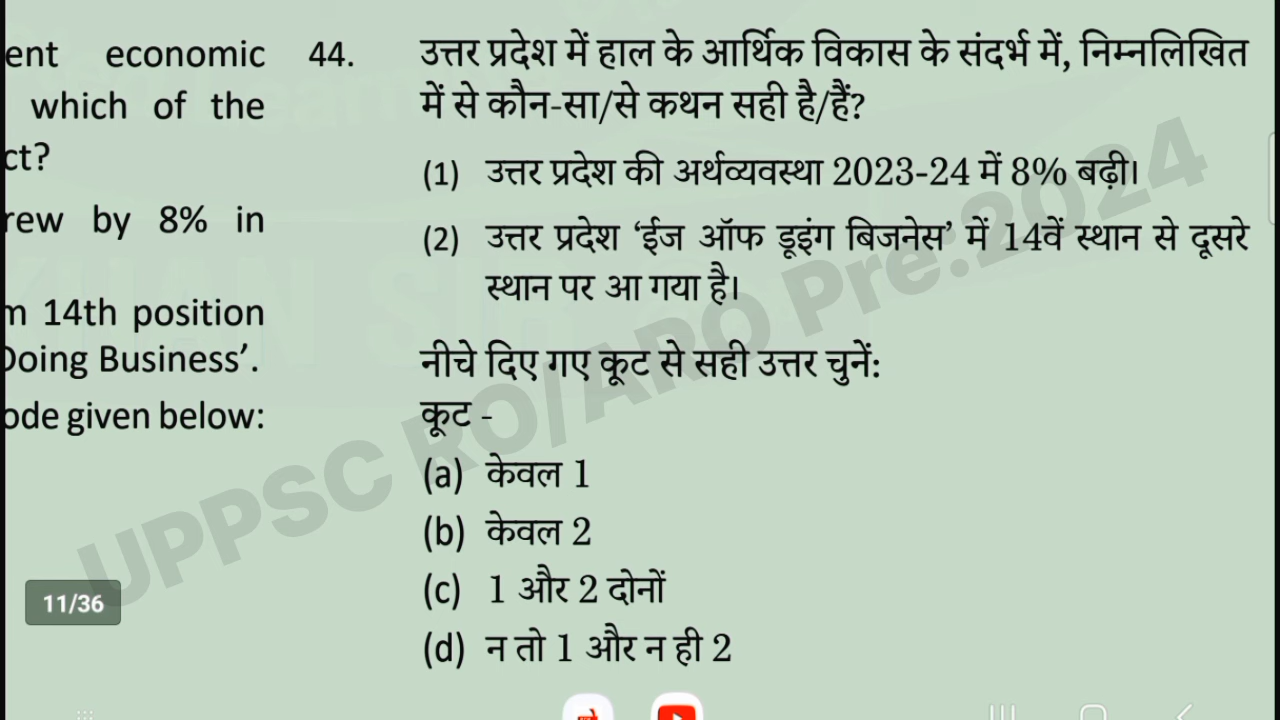 ent economic
which of the
ct?
rew by 8% in
m 14th position
Doing Business’.
ode given below:
44. उत्तर प्रदेश में हाल के आर्थिक विकास के संदर्भ में, निम्नलिखित
में से कौन-सा/से कथन सही है/हैं?
(1) उत्तर प्रदेश की अर्थव्यवस्था 2023-24 में 8% बढ़ी।
(2) उत्तर प्रदेश ‘ईज ऑफ डूइंग बिजनेस’ में 14वें स्थान से दूसरे
स्थान पर आ गया है।
नीचे दिए गए कूट से सही उत्तर चुनें:
कूट -
(a) केवल 1
(b) केवल 2
(c) 1 और 2 दोनों
(d) न तो 1 और न ही 2
UPPSC RO/ARO Pre.2024
11/36